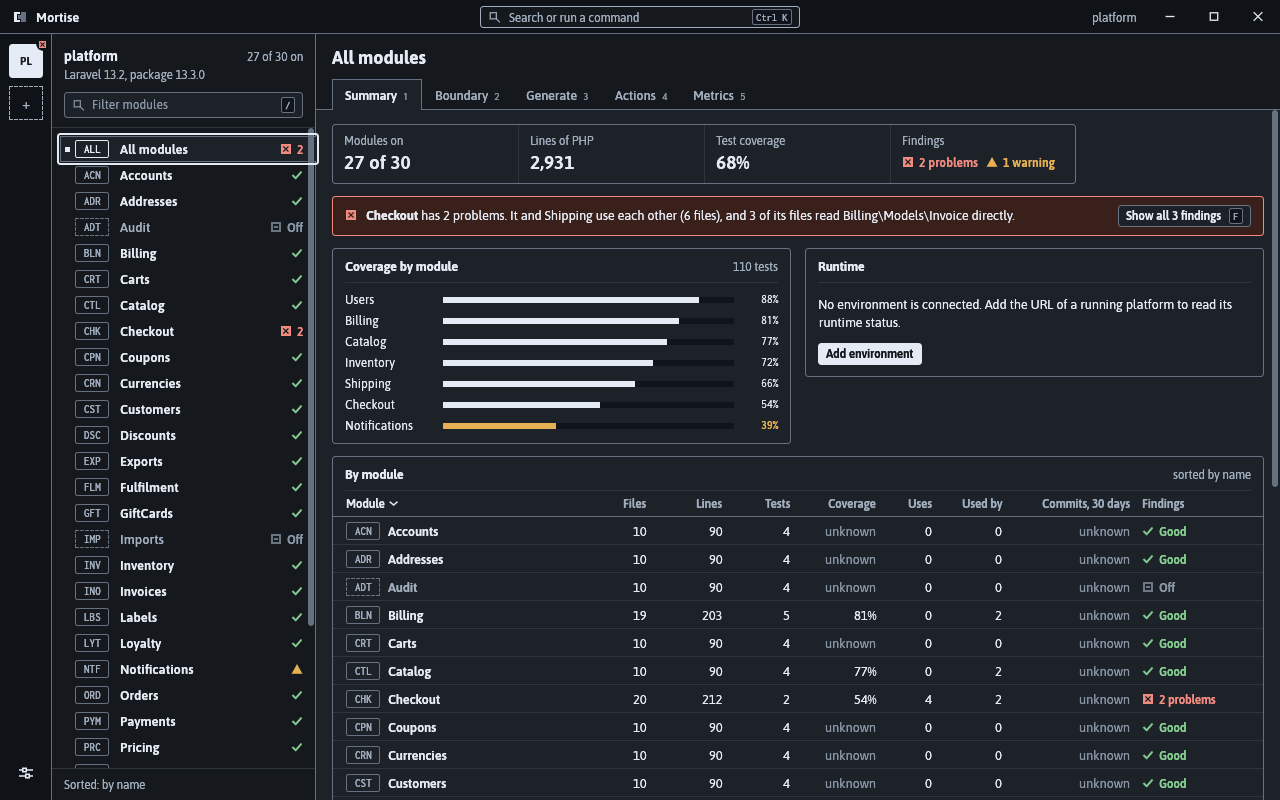 Mortise
Search or run a command
Ctrl K
platform
PL
+
platform
27 of 30 on
Laravel 13.2, package 13.3.0
Filter modules
/
ALL All modules 2
ACN Accounts
ADR Addresses
ADT Audit Off
BLN Billing
CRT Carts
CTL Catalog
CHK Checkout 2
CPN Coupons
CRN Currencies
CST Customers
DSC Discounts
EXP Exports
FLM Fulfilment
GFT GiftCards
IMP Imports Off
INV Inventory
INO Invoices
LBS Labels
LYT Loyalty
NTF Notifications
ORD Orders
PYM Payments
PRC Pricing
Sorted: by name
All modules
Summary 1 Boundary 2 Generate 3 Actions 4 Metrics 5
Modules on
27 of 30
Lines of PHP
2,931
Test coverage
68%
Findings
2 problems 1 warning
Checkout has 2 problems. It and Shipping use each other (6 files), and 3 of its files read Billing\Models\Invoice directly.
Show all 3 findings F
Coverage by module 110 tests
Users 88%
Billing 81%
Catalog 77%
Inventory 72%
Shipping 66%
Checkout 54%
Notifications 39%
Runtime
No environment is connected. Add the URL of a running platform to read its
runtime status.
Add environment
By module sorted by name
Module Files Lines Tests Coverage Uses Used by Commits, 30 days Findings
ACN Accounts 10 90 4 unknown 0 0 unknown Good
ADR Addresses 10 90 4 unknown 0 0 unknown Good
ADT Audit 10 90 4 unknown 0 0 unknown Off
BLN Billing 19 203 5 81% 0 2 unknown Good
CRT Carts 10 90 4 unknown 0 0 unknown Good
CTL Catalog 10 90 4 77% 0 2 unknown Good
CHK Checkout 20 212 2 54% 4 2 unknown 2 problems
CPN Coupons 10 90 4 unknown 0 0 unknown Good
CRN Currencies 10 90 4 unknown 0 0 unknown Good
CST Customers 10 90 4 unknown 0 0 unknown Good